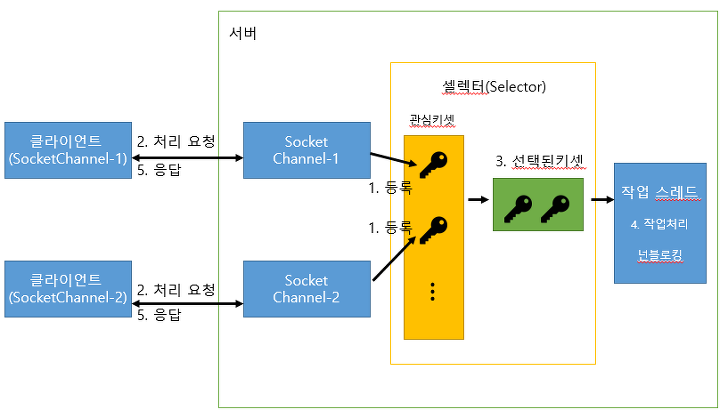 서버
셀렉터(Selector)
관심키셋
클라이언트
(SocketChannel-1)
2. 처리 요청
5. 응답
Socket
Channel-1
1. 등록
3. 선택된키셋
작업 스레드
4. 작업처리
넌블로킹
1. 등록
클라이언트
(SocketChannel-2)
2. 처리 요청
5. 응답
Socket
Channel-2